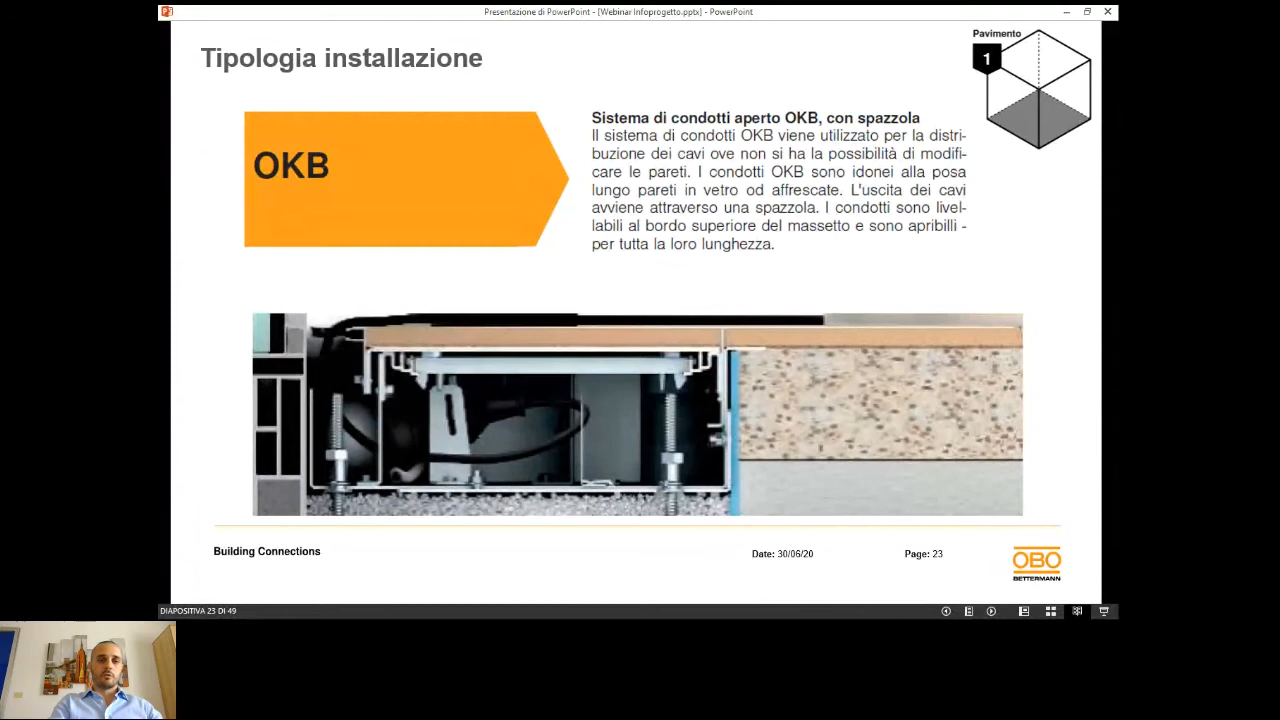 Presentazione di PowerPoint - [Webinar Infoprogetto.pptx] - PowerPoint
Tipologia installazione
Pavimento
1
OKB
Sistema di condotti aperto OKB, con spazzola
Il sistema di condotti OKB viene utilizzato per la distri-
buzione dei cavi ove non si ha la possibilità di modifi-
care le pareti. I condotti OKB sono idonei alla posa
lungo pareti in vetro od affrescate. L'uscita dei cavi
avviene attraverso una spazzola. I condotti sono livel-
labili al bordo superiore del massetto e sono apribilli -
per tutta la loro lunghezza.
Building Connections
Date: 30/06/20
Page: 23
OBO
BETTERMANN
DIAPOSITIVA 23 DI 49